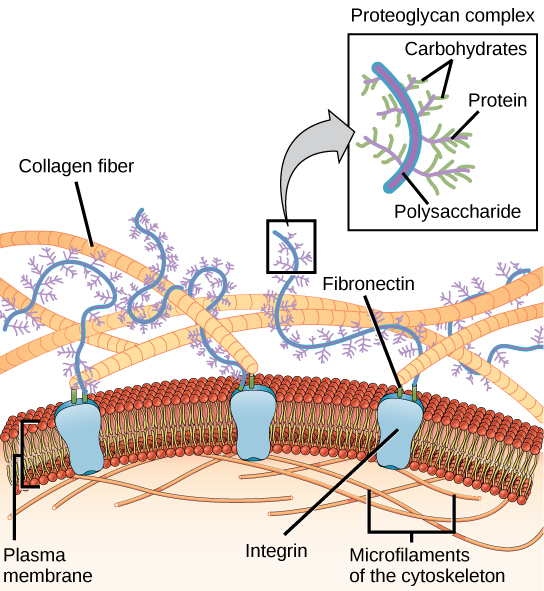 Proteoglycan complex
Carbohydrates
Protein
Polysaccharide
Collagen fiber
Fibronectin
Plasma
membrane
Integrin
Microfilaments
of the cytoskeleton